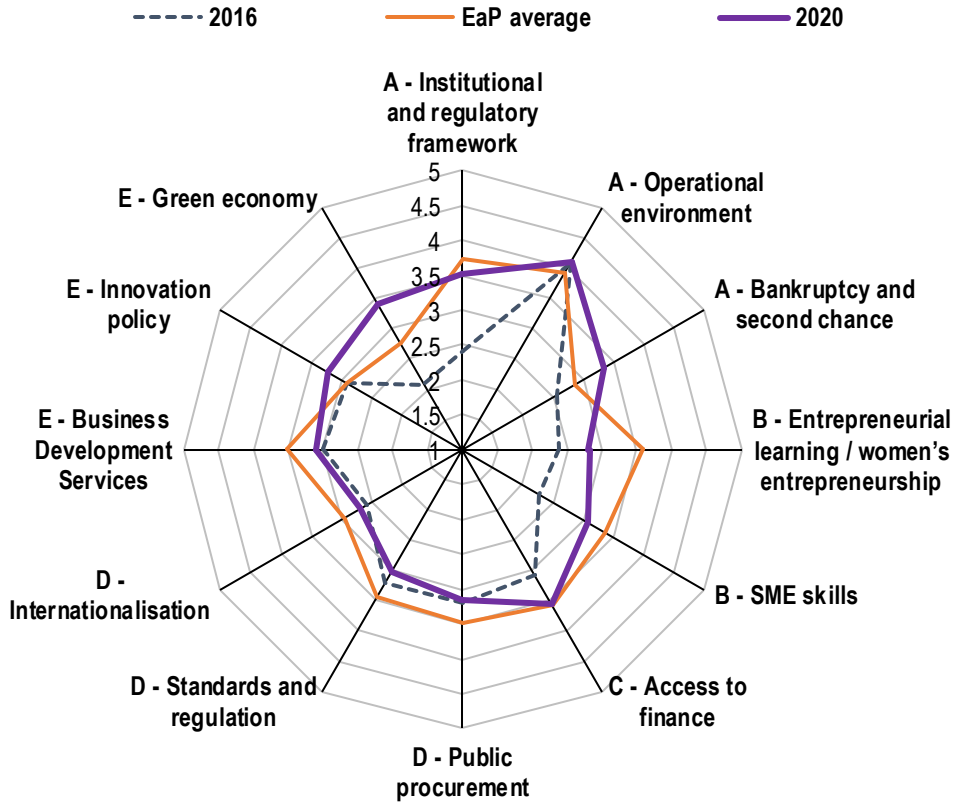 2016
EaP average
2020
A - Institutional
and regulatory
framework
A - Operational
environment
A - Bankruptcy and
second chance
B - Entrepreneurial
learning / women's
entrepreneurship
B - SME skills
C - Access to
finance
D - Public
procurement
D - Standards and
regulation
D -
Internationalisation
E - Business
Development
Services
E - Innovation
policy
E - Green economy
5
4.5
4
3.5
3
2.5
2
1.5
1